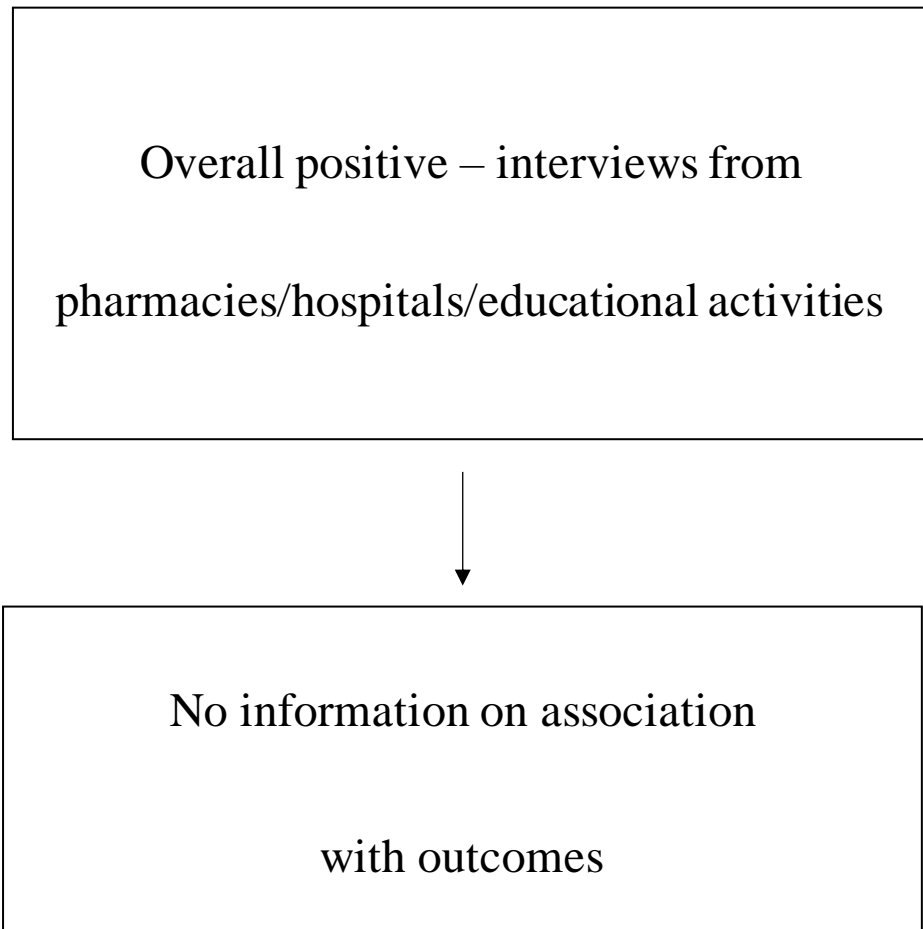 Overall positive – interviews from
pharmacies/hospitals/educational activities
No information on association
with outcomes